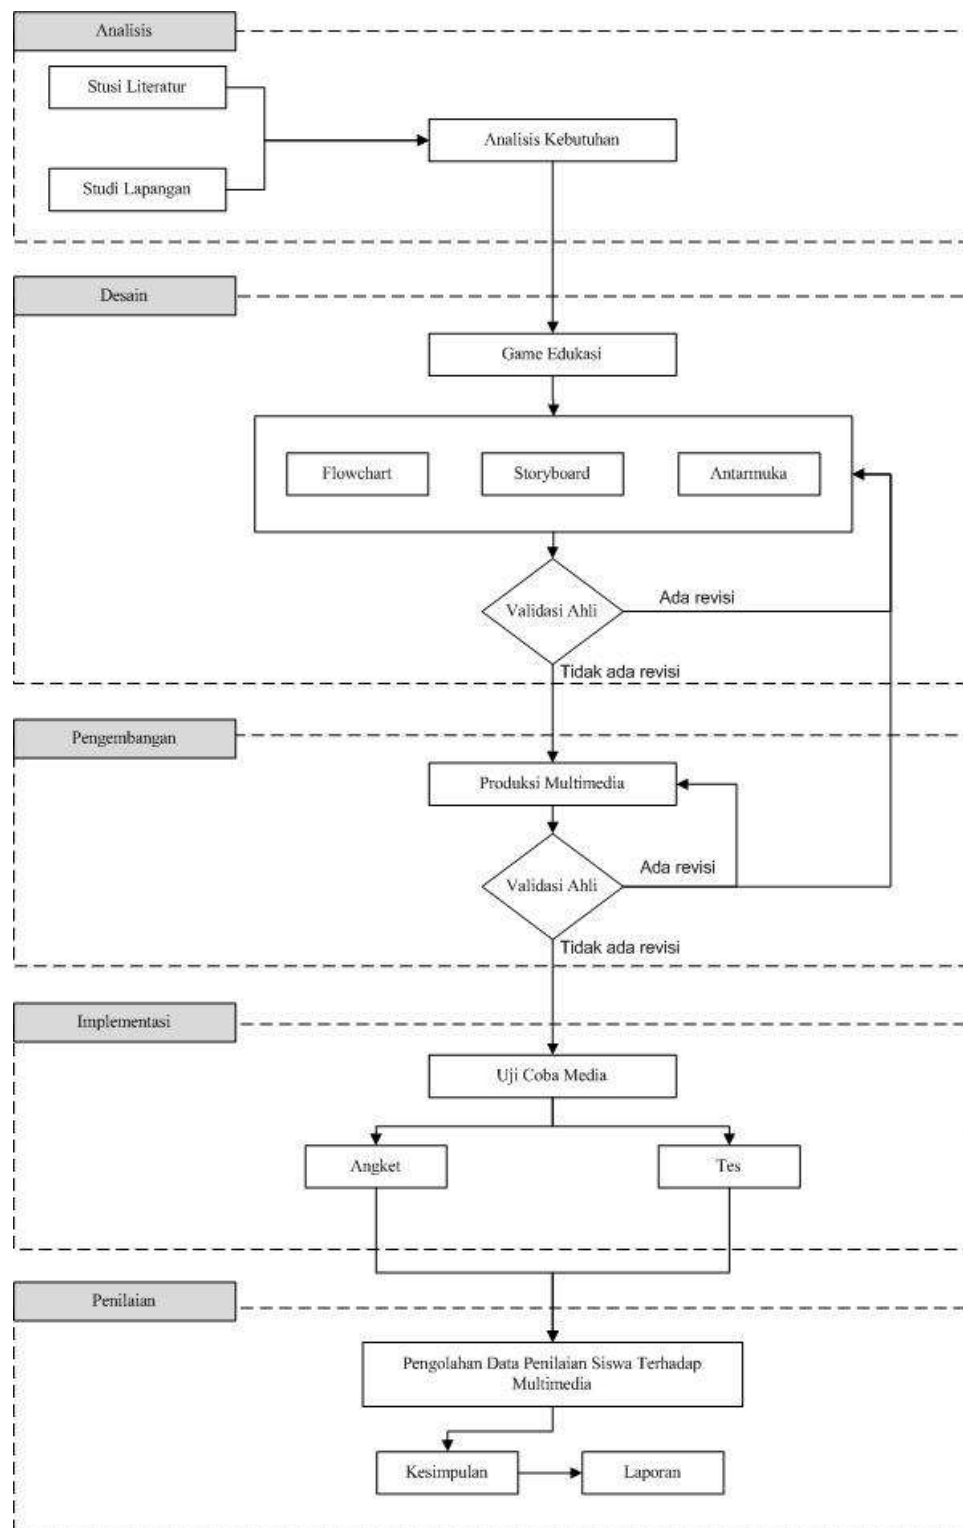 Analisis
Stusi Literatur
Analisis Kebutuhan
Studi Lapangan
Desain
Game Edukasi
Flowchart
Storyboard
Antarmuka
Validasi Ahli
Ada revisi
Tidak ada revisi
Pengembangan
Produksi Multimedia
Validasi Ahli
Ada revisi
Tidak ada revisi
Implementasi
Uji Coba Media
Angket
Tes
Penilaian
Pengolahan Data Penilaian Siswa Terhadap
Multimedia
Kesimpulan
Laporan